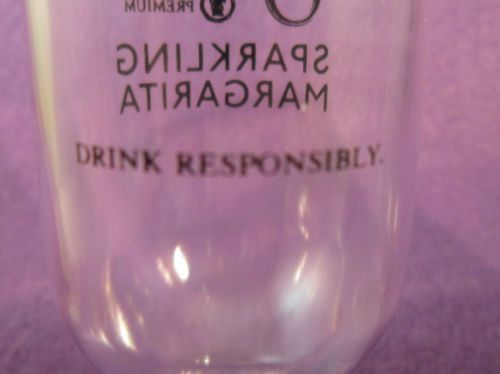 PREMIUM
SPARKLING
MARGARITA
DRINK RESPONSIBLY.